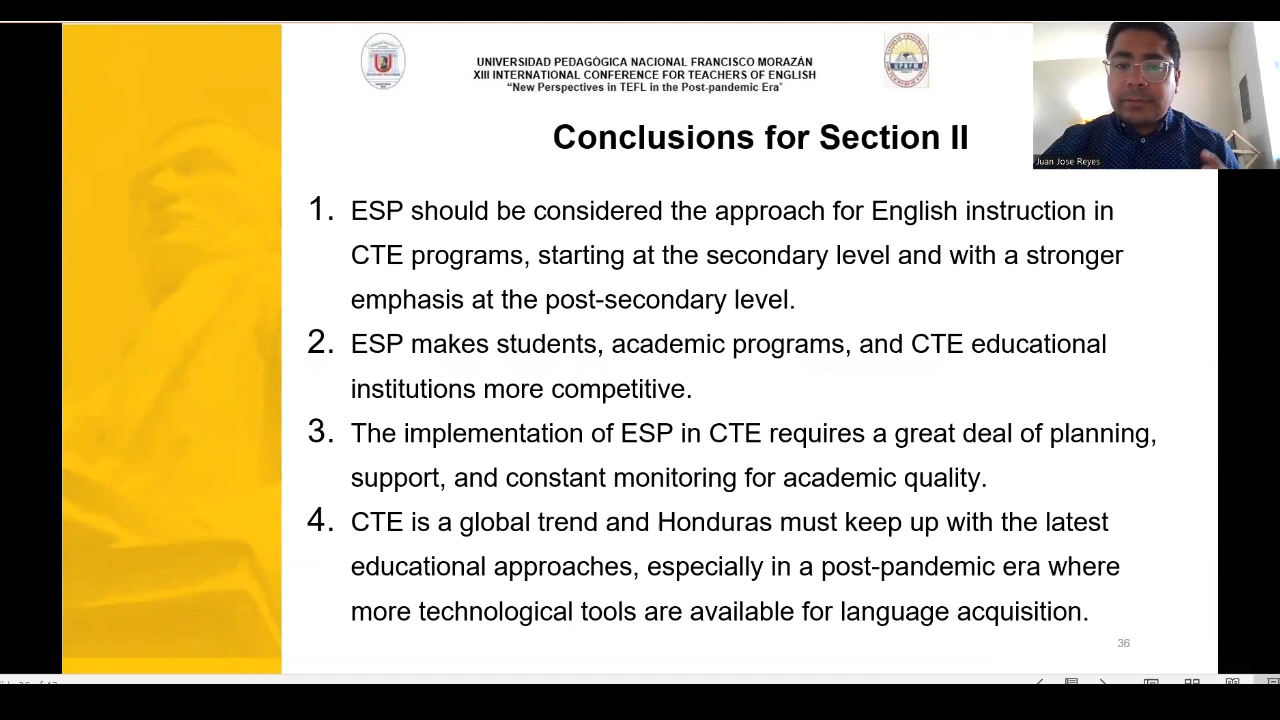 UNIVERSIDAD PEDAGÓGICA NACIONAL FRANCISCO MORAZÁN
XIII INTERNATIONAL CONFERENCE FOR TEACHERS OF ENGLISH
“New Perspectives in TEFL in the Post-pandemic Era”
Conclusions for Section II
Juan Jose Reyes
1. ESP should be considered the approach for English instruction in
CTE programs, starting at the secondary level and with a stronger
emphasis at the post-secondary level.
2. ESP makes students, academic programs, and CTE educational
institutions more competitive.
3. The implementation of ESP in CTE requires a great deal of planning,
support, and constant monitoring for academic quality.
4. CTE is a global trend and Honduras must keep up with the latest
educational approaches, especially in a post-pandemic era where
more technological tools are available for language acquisition.
36